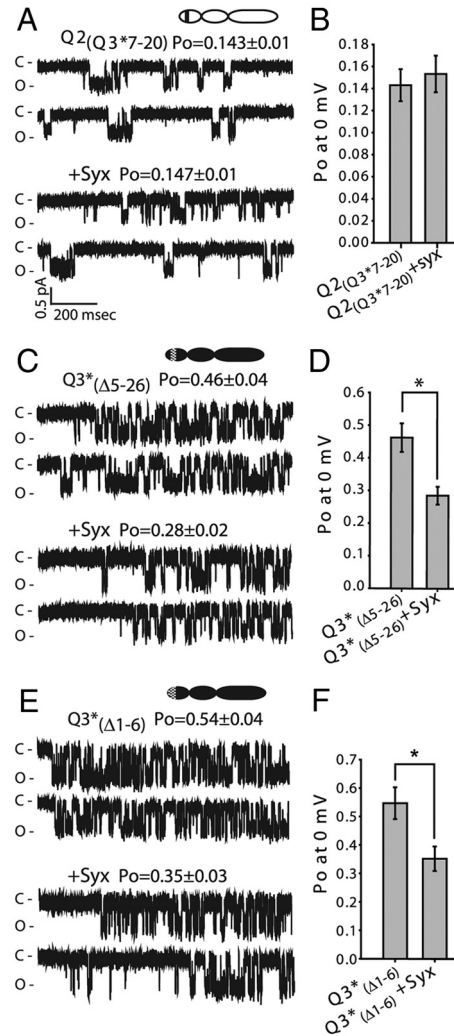 A
Q2(Q3*7-20) Po=0.143±0.01
C -
O -
C -
O -
+Syx Po=0.147±0.01
C -
O -
C -
O -
0.5 pA
200 msec
B
Po at 0 mV
0.18
0.16
0.14
0.12
0.10
0.08
0.06
0.04
0.02
0.00
Q2(Q3*7-20)
Q2(Q3*7-20)+syx
C
Q3*(Δ5-26) Po=0.46±0.04
C -
O -
C -
O -
+Syx Po=0.28±0.02
C -
O -
C -
O -
D
Po at 0 mV
*
0.6
0.5
0.4
0.3
0.2
0.1
0.0
Q3* (Δ5-26)
Q3* (Δ5-26)+Syx
E
Q3*(Δ1-6) Po=0.54±0.04
C -
O -
C -
O -
+Syx Po=0.35±0.03
C -
O -
C -
O -
F
Po at 0 mV
*
0.7
0.6
0.5
0.4
0.3
0.2
0.1
0.0
Q3* (Δ1-6)
Q3* (Δ1-6) +Syx